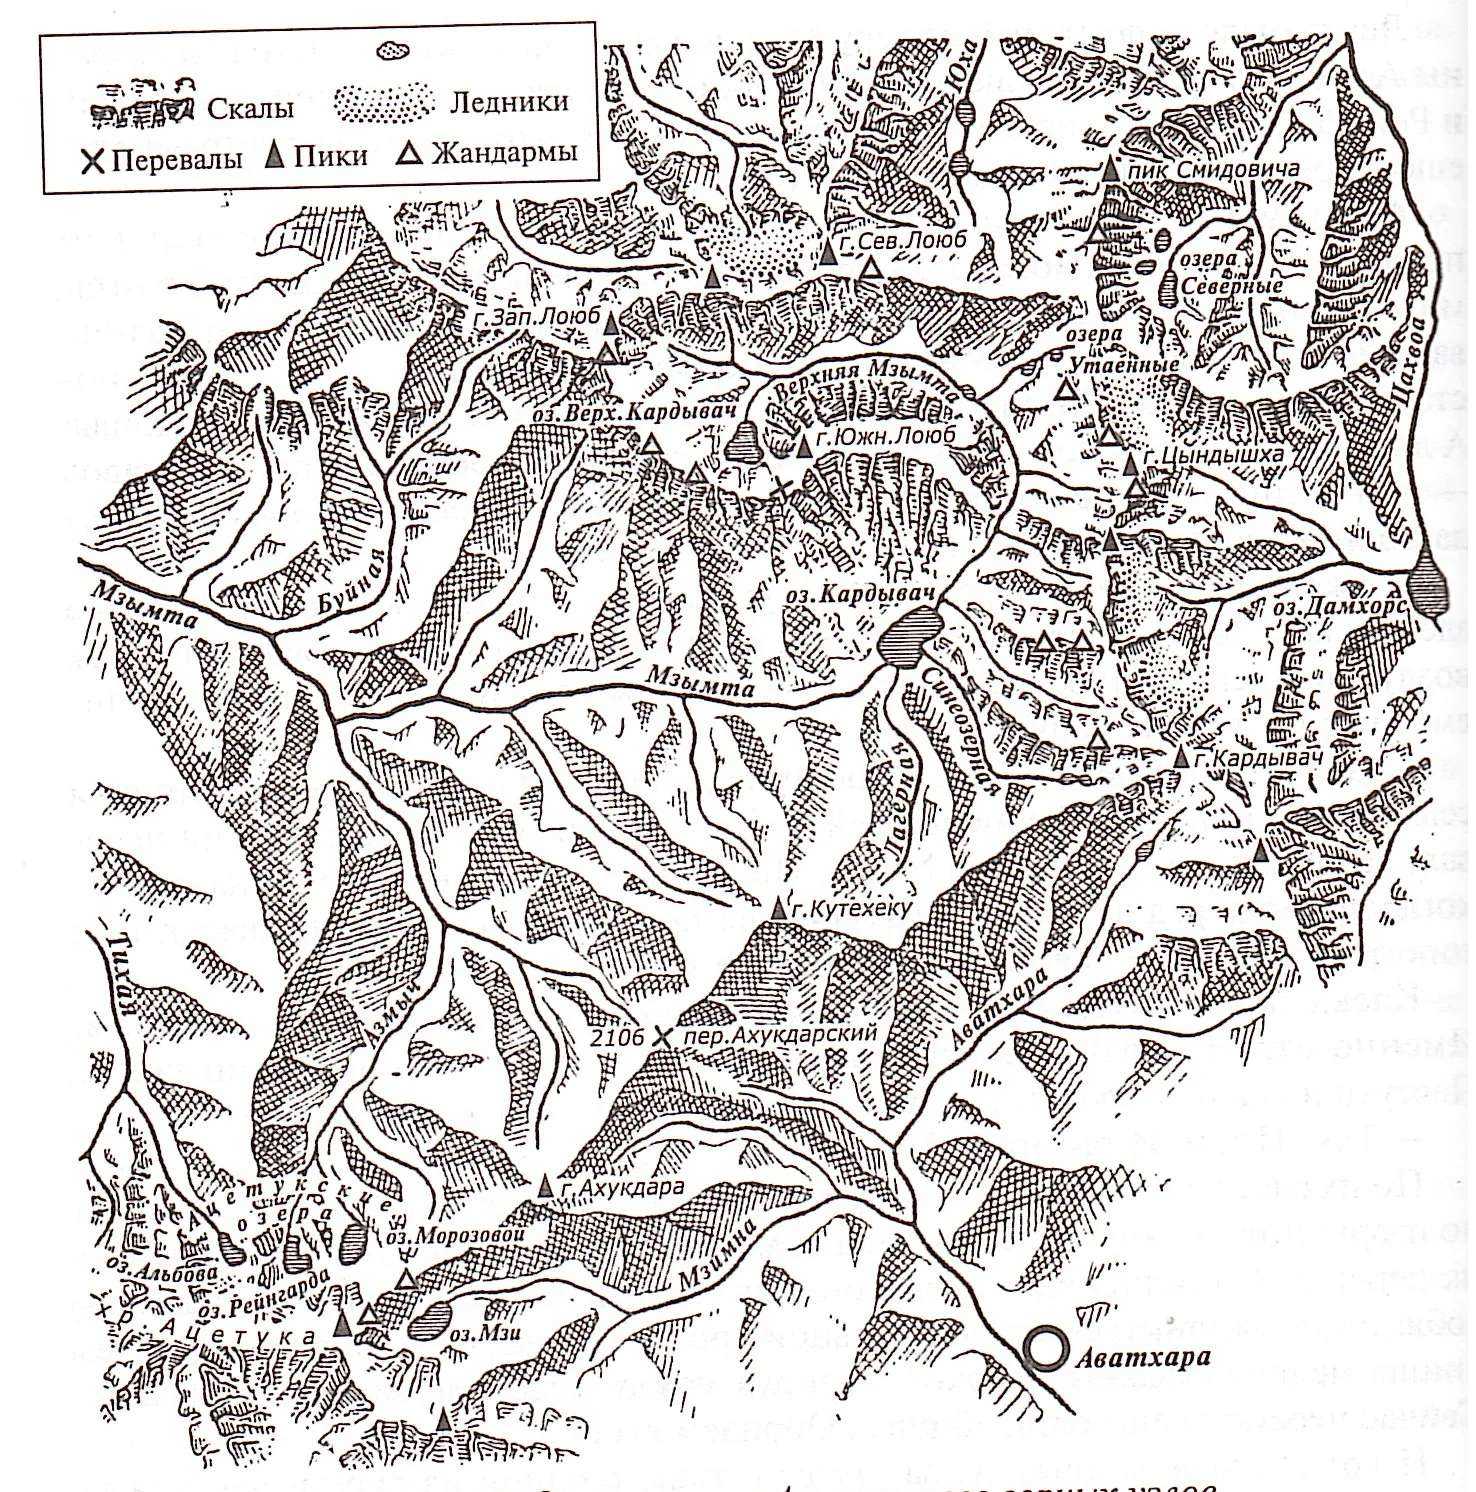 Скалы
Ледники
Перевалы
Пики
Жандармы
Юха
пик Смидовича
г.Сев.Лоюб
озера
Северные
г.Зап.Лоюб
озера
Утаенные
Цахвоа
Верхняя Мзымта
оз.Верх.Кардывач
г.Южн.Лоюб
г.Цындышха
Буйная
Мзымта
оз.Кардывач
оз.Дамхорс
Мзымта
Синеозерная
Лагерная
г.Кардывач
г.Кутехеку
Тихая
Азмыч
Аватхара
2106
пер.Ахукдарский
г.Ахукдара
Ацетукские
озера
оз.Морозовой
оз.Альбова
оз.Рейнгарда
Мзимна
хр.Ацетука
оз.Мзи
Аватхара